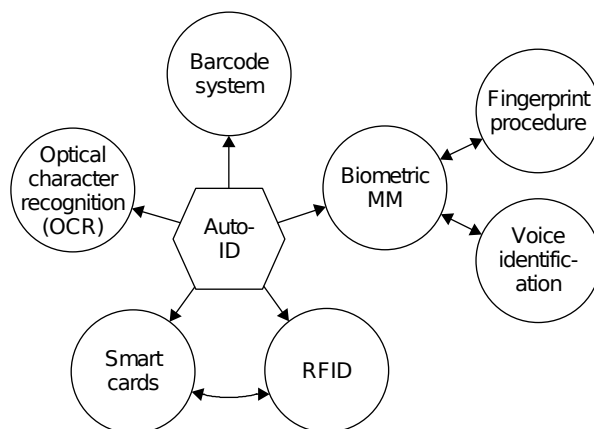 Barcode
system
Fingerprint
procedure
Optical
character
recognition
(OCR)
Biometric
MM
Auto-
ID
Voice
identific-
ation
Smart
cards
RFID